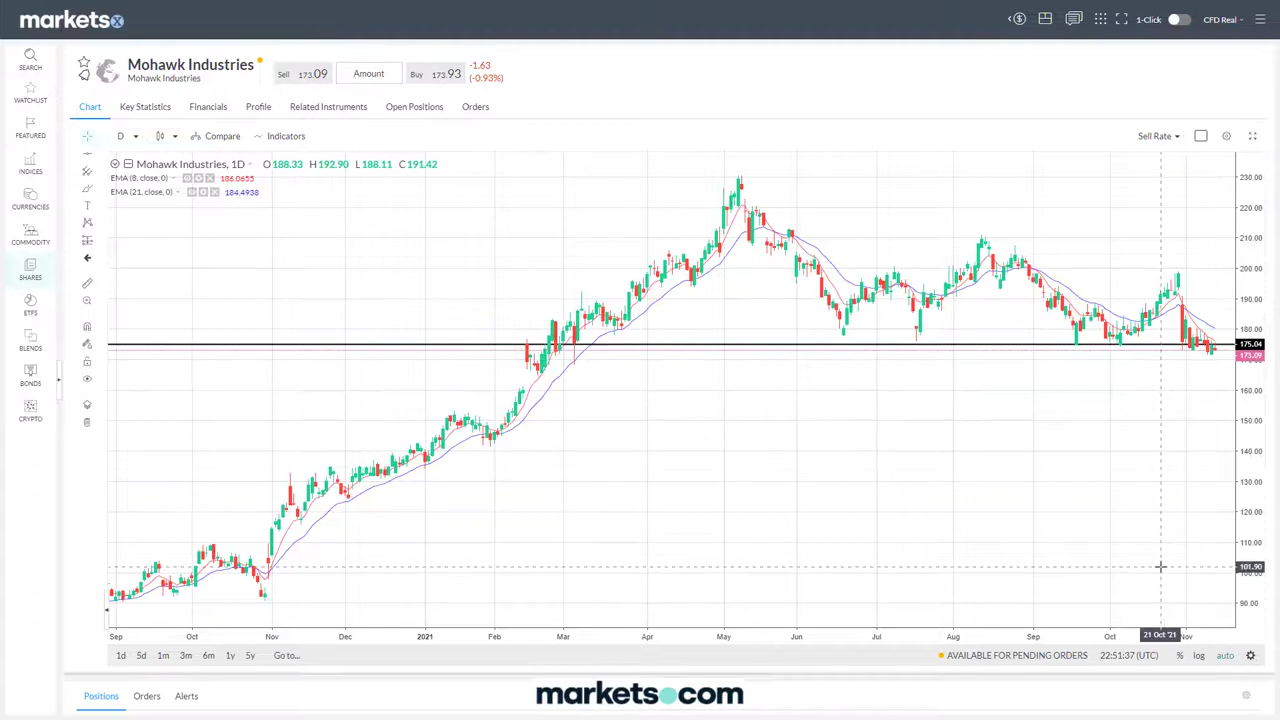 marketsx
1-Click
CFD Real
SEARCH
WATCHLIST
FEATURED
INDICES
CURRENCIES
COMMODITY
SHARES
ETFS
BLENDS
BONDS
CRYPTO
Mohawk Industries
Mohawk Industries
Sell 173.09
Amount
Buy 173.93
-1.63
(-0.93%)
Chart
Key Statistics
Financials
Profile
Related Instruments
Open Positions
Orders
D
Compare
Indicators
Sell Rate
Mohawk Industries, 1D
O188.33 H192.90 L188.11 C191.42
EMA (8, close, 0) 186.0655
EMA (21, close, 0) 184.4938
230.00
220.00
210.00
200.00
190.00
180.00
175.04
173.09
160.00
150.00
140.00
130.00
120.00
110.00
101.90
90.00
Sep Oct Nov Dec 2021 Feb Mar Apr May Jun Jul Aug Sep Oct 21 Oct '21 Nov
1d 5d 1m 3m 6m 1y 5y Go to...
AVAILABLE FOR PENDING ORDERS
22:51:37 (UTC)
% log auto
Positions
Orders
Alerts
markets.com